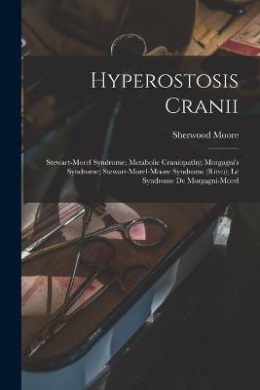 Hyperostosis
Cranii
Sherwood Moore
Stewart-Morel Syndrome; Metabolic Craniopathy; Morgagni's
Syndrome; Stewart-Morel-Moore Syndrome (Ritvo); Le
Syndrome De Morgagni-Morel